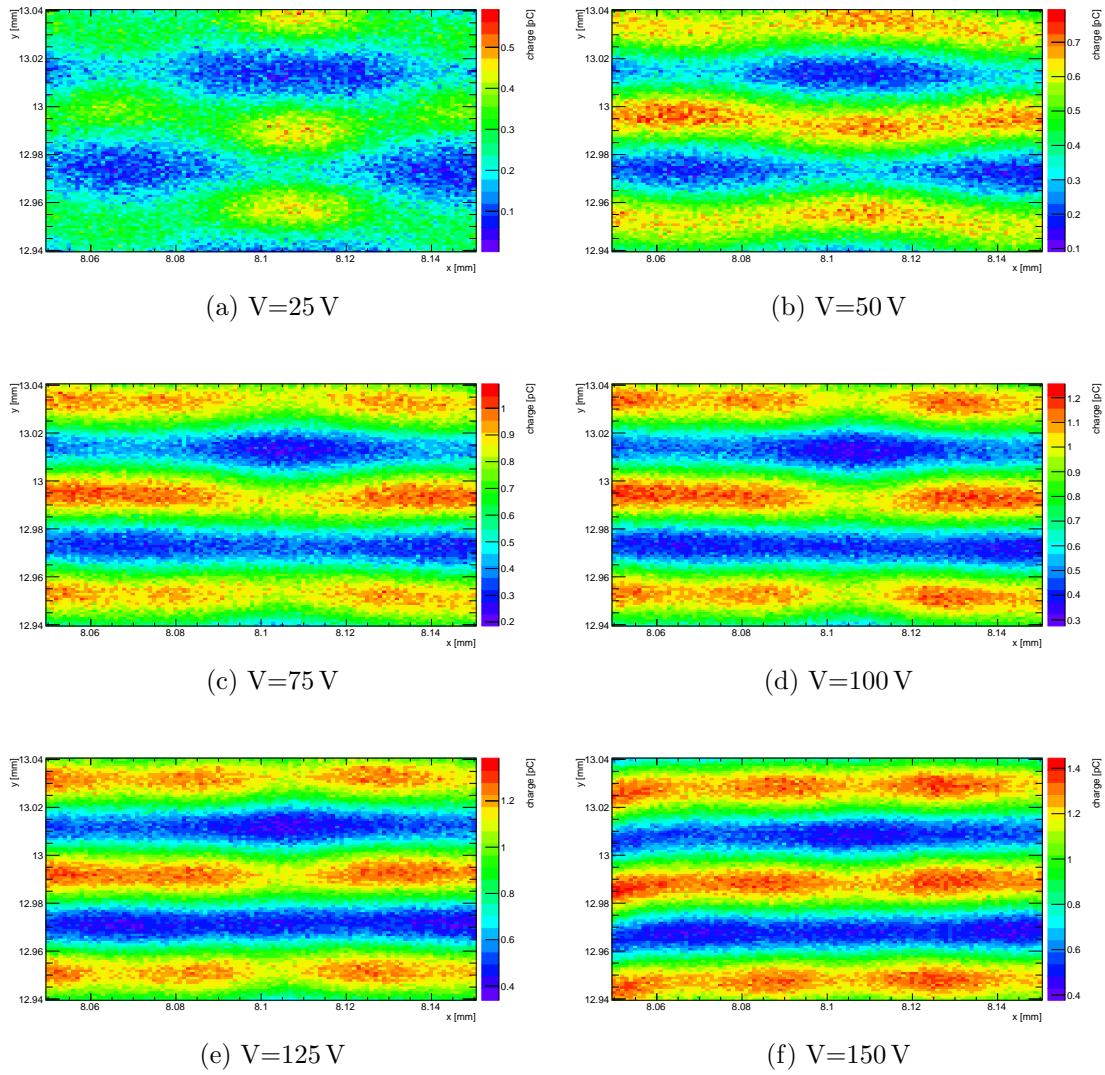 y [mm]
13.04
13.02
13
12.98
12.96
12.94
8.06 8.08 8.1 8.12 8.14
x [mm]
0.5
0.4
0.3
0.2
0.1
charge [pC]
(a) V=25 V
y [mm]
13.04
13.02
13
12.98
12.96
12.94
8.06 8.08 8.1 8.12 8.14
x [mm]
0.7
0.6
0.5
0.4
0.3
0.2
0.1
charge [pC]
(b) V=50 V
y [mm]
13.04
13.02
13
12.98
12.96
12.94
8.06 8.08 8.1 8.12 8.14
x [mm]
1
0.9
0.8
0.7
0.6
0.5
0.4
0.3
0.2
charge [pC]
(c) V=75 V
y [mm]
13.04
13.02
13
12.98
12.96
12.94
8.06 8.08 8.1 8.12 8.14
x [mm]
1.2
1.1
1
0.9
0.8
0.7
0.6
0.5
0.4
0.3
charge [pC]
(d) V=100 V
y [mm]
13.04
13.02
13
12.98
12.96
12.94
8.06 8.08 8.1 8.12 8.14
x [mm]
1.2
1
0.8
0.6
0.4
charge [pC]
(e) V=125 V
y [mm]
13.04
13.02
13
12.98
12.96
12.94
8.06 8.08 8.1 8.12 8.14
x [mm]
1.4
1.2
1
0.8
0.6
0.4
charge [pC]
(f) V=150 V